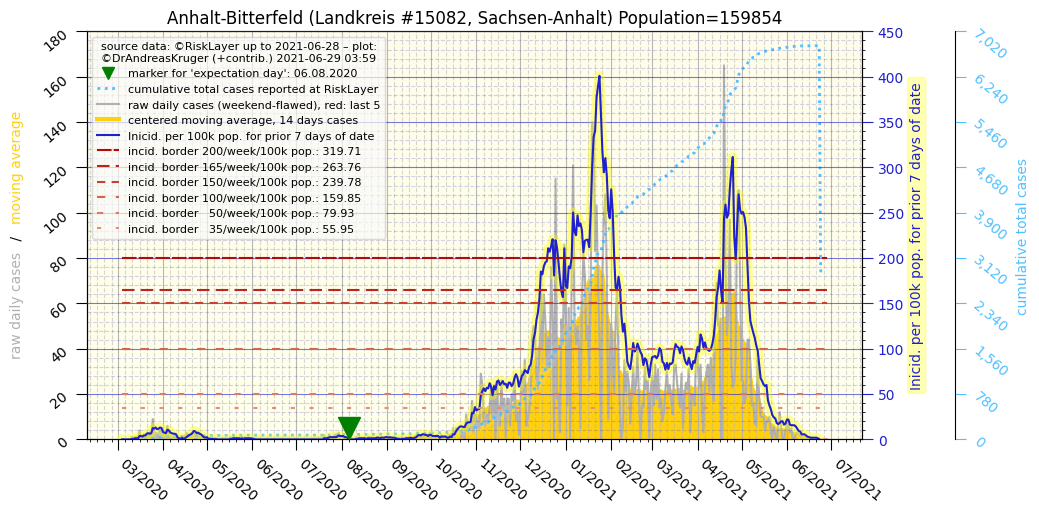 Anhalt-Bitterfeld (Landkreis #15082, Sachsen-Anhalt) Population=159854
source data: ©RiskLayer up to 2021-06-28 – plot:
©DrAndreasKruger (+contrib.) 2021-06-29 03:59
marker for 'expectation day': 06.08.2020
cumulative total cases reported at RiskLayer
raw daily cases (weekend-flawed), red: last 5
centered moving average, 14 days cases
Inicid. per 100k pop. for prior 7 days of date
incid. border 200/week/100k pop.: 319.71
incid. border 165/week/100k pop.: 263.76
incid. border 150/week/100k pop.: 239.78
incid. border 100/week/100k pop.: 159.85
incid. border   50/week/100k pop.: 79.93
incid. border   35/week/100k pop.: 55.95
raw daily cases / moving average
180
160
140
120
100
80
60
40
20
0
03/2020
04/2020
05/2020
06/2020
07/2020
08/2020
09/2020
10/2020
11/2020
12/2020
01/2021
02/2021
03/2021
04/2021
05/2021
06/2021
07/2021
450
400
350
300
250
200
150
100
50
0
Inicid. per 100k pop. for prior 7 days of date
7,020
6,240
5,460
4,680
3,900
3,120
2,340
1,560
780
0
cumulative total cases